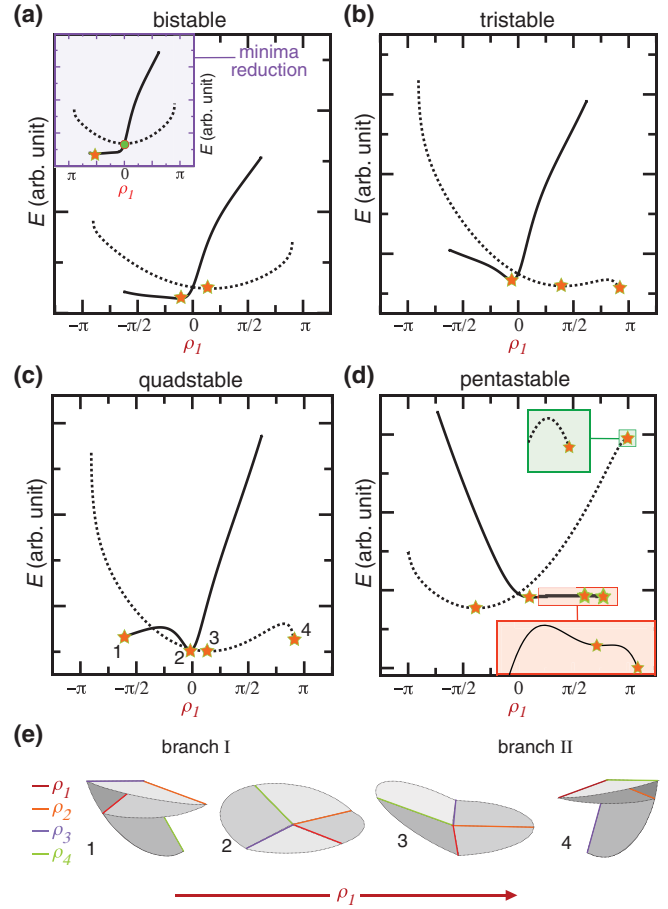 (a) bistable
minima
reduction
E (arb. unit)
π 0 π
ρ1
E (arb. unit)
−π −π/2 0 π/2 π
ρ1
(b) tristable
E (arb. unit)
−π −π/2 0 π/2 π
ρ1
(c) quadstable
E (arb. unit)
1 2 3 4
−π −π/2 0 π/2 π
ρ1
(d) pentastable
E (arb. unit)
−π −π/2 0 π/2 π
ρ1
(e)
branch I branch II
ρ1
ρ2
ρ3
ρ4
1 2 3 4
ρ1